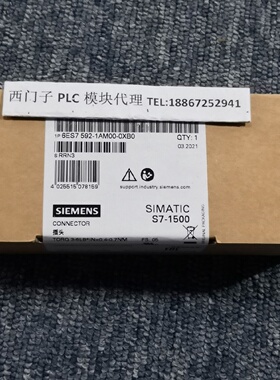 西门子 PLC 模块代理 TEL:18867252941
1P 6ES7 592-1AM00-0XB0
QTY: 1
03.2021
S RRN3
4 025515 078159
support.industry.siemens.com
SIEMENS
SIMATIC
S7-1500
CONNECTOR
插头